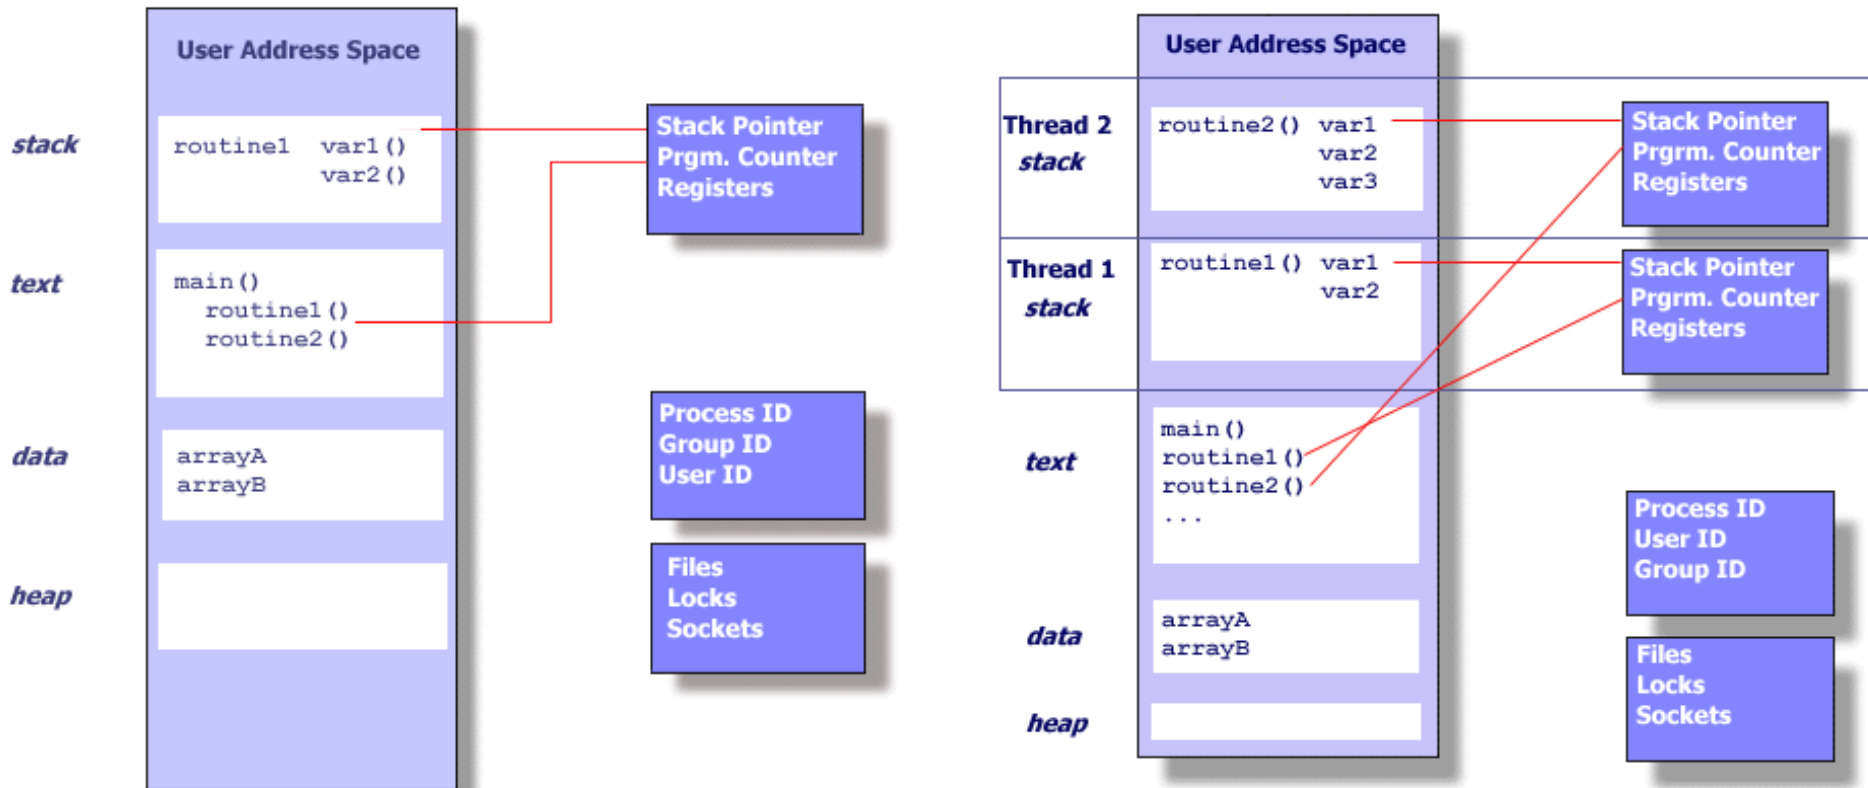 User Address Space
stack
routine1 var1()
var2()
Stack Pointer
Prgm. Counter
Registers
text
main()
routine1()
routine2()
Process ID
Group ID
User ID
data
arrayA
arrayB
Files
Locks
Sockets
heap
User Address Space
Thread 2
stack
routine2() var1
var2
var3
Stack Pointer
Prgrm. Counter
Registers
Thread 1
stack
routine1() var1
var2
Stack Pointer
Prgrm. Counter
Registers
text
main()
routine1()
routine2()
...
Process ID
User ID
Group ID
data
arrayA
arrayB
Files
Locks
Sockets
heap